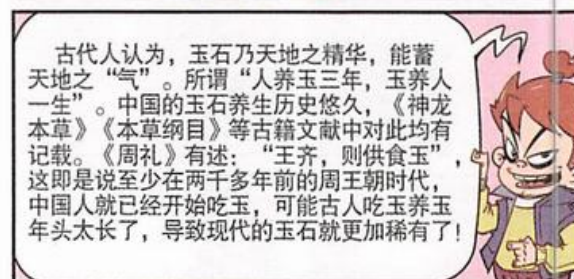 古代人认为，玉石乃天地之精华，能蓄
天地之“气”。所谓“人养玉三年，玉养人
一生”。中国的玉石养生历史悠久，《神龙
本草》《本草纲目》等古籍文献中对此均有
记载。《周礼》有述：“王齐，则供食玉”，
这即是说至少在两千多年前的周王朝时代，
中国人就已经开始吃玉，可能古人吃玉养玉
年头太长了，导致现代的玉石就更加稀有了！